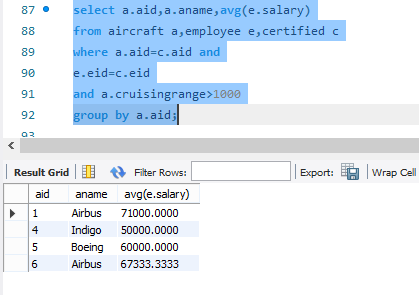 87 select a.aid,a.aname,avg(e.salary)
88 from aircraft a,employee e,certified c
89 where a.aid=c.aid and
90 e.eid=c.eid
91 and a.cruisingrange>1000
92 group by a.aid;
93
Result Grid Filter Rows: Export: Wrap Cell
aid aname avg(e.salary)
1 Airbus 71000.0000
4 Indigo 50000.0000
5 Boeing 60000.0000
6 Airbus 67333.3333